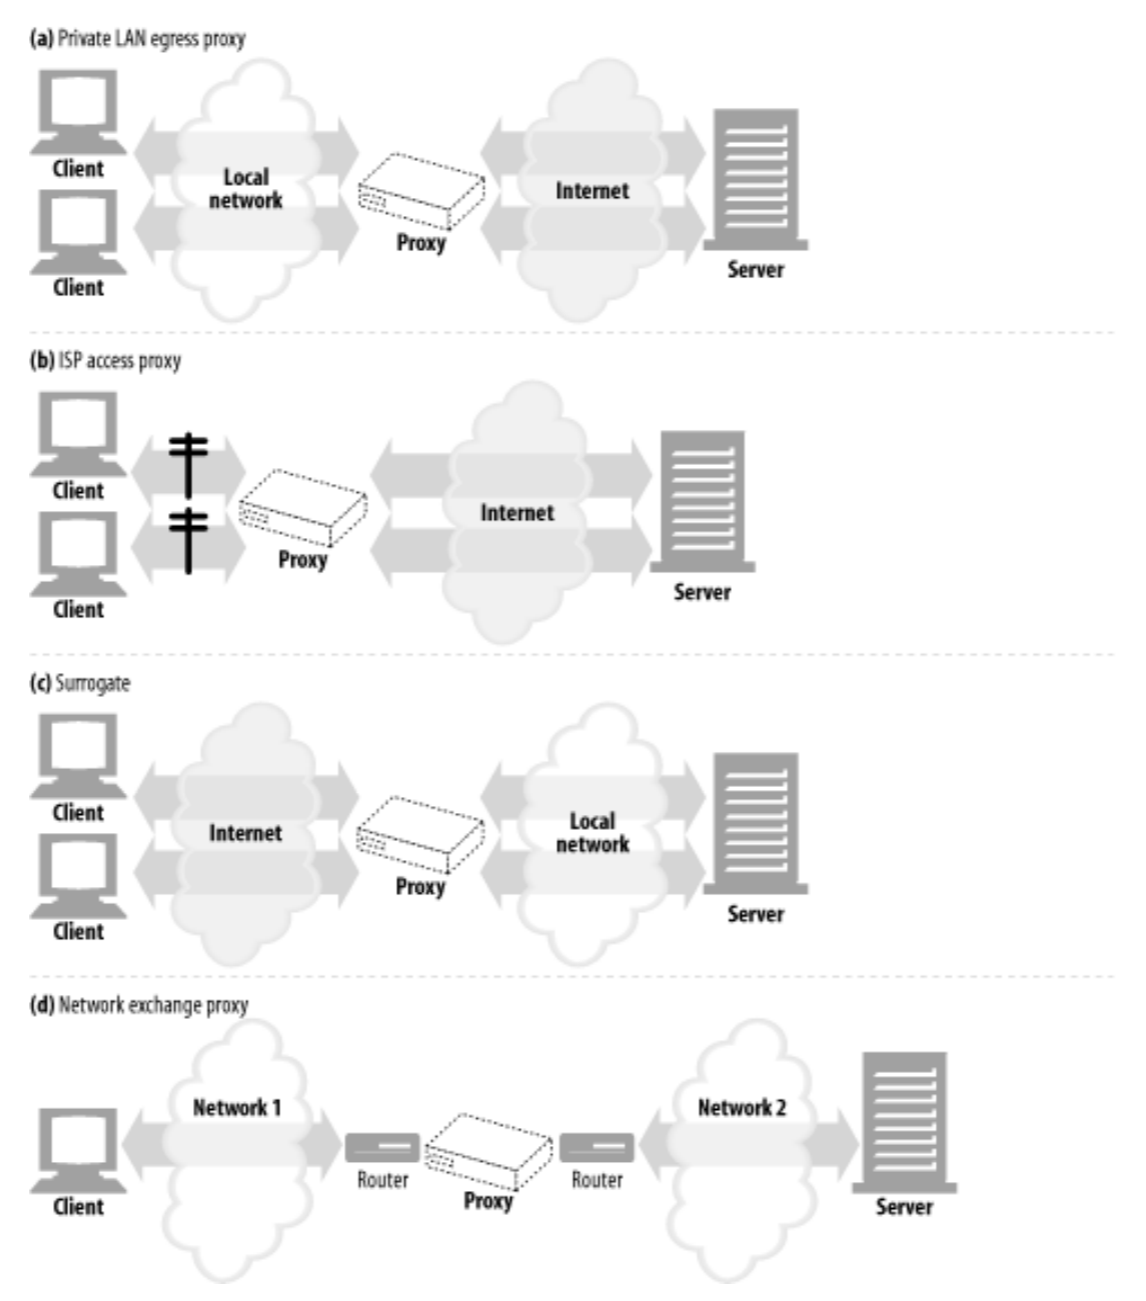 (a) Private LAN egress proxy
Client
Client
Local
network
Proxy
Internet
Server
(b) ISP access proxy
Client
Client
Proxy
Internet
Server
(c) Surrogate
Client
Client
Internet
Proxy
Local
network
Server
(d) Network exchange proxy
Client
Network 1
Router
Proxy
Router
Network 2
Server